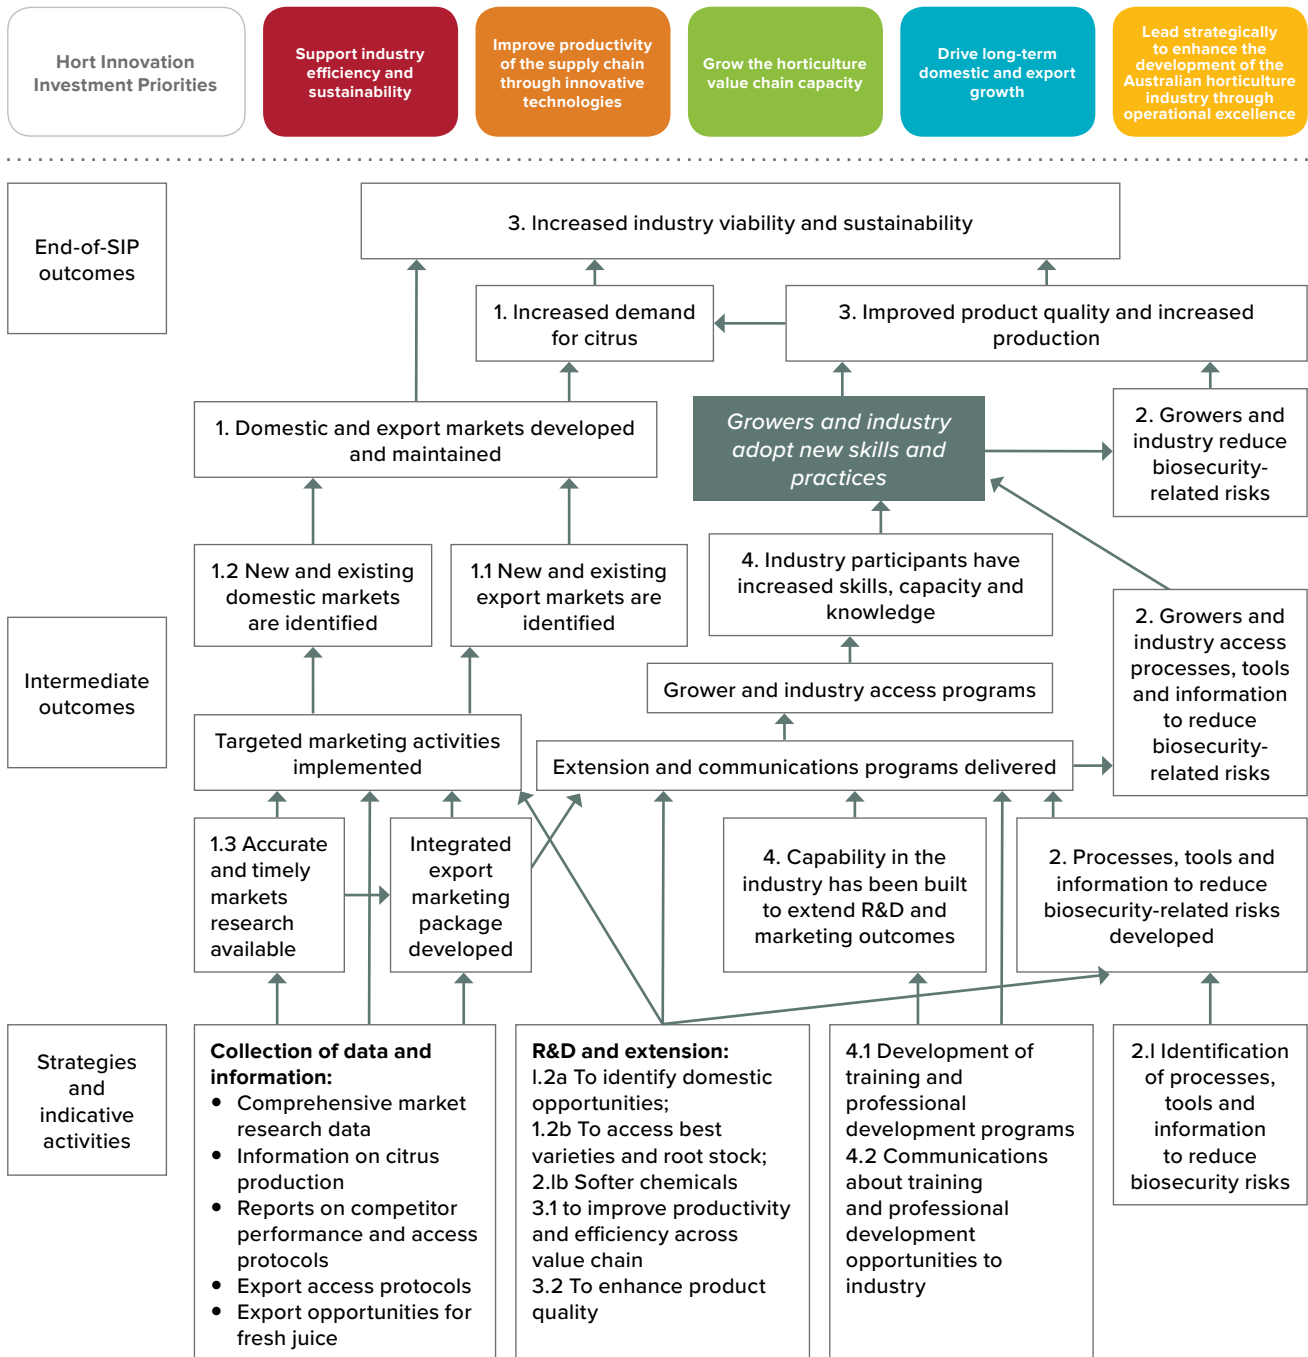 Hort Innovation
Investment Priorities
Support industry
efficiency and
sustainability
Improve productivity
of the supply chain
through innovative
technologies
Grow the horticulture
value chain capacity
Drive long-term
domestic and export
growth
Lead strategically
to enhance the
development of the
Australian horticulture
industry through
operational excellence
End-of-SIP
outcomes
3. Increased industry viability and sustainability
1. Increased demand
for citrus
3. Improved product quality and increased
production
1. Domestic and export markets developed
and maintained
Growers and industry
adopt new skills and
practices
2. Growers and
industry reduce
biosecurity-
related risks
Intermediate
outcomes
1.2 New and existing
domestic markets
are identified
1.1 New and existing
export markets are
identified
4. Industry participants have
increased skills, capacity and
knowledge
2. Growers and
industry access
processes, tools
and information
to reduce
biosecurity-
related risks
Grower and industry access programs
Targeted marketing activities
implemented
Extension and communications programs delivered
1.3 Accurate
and timely
markets
research
available
Integrated
export
marketing
package
developed
4. Capability in the
industry has been built
to extend R&D and
marketing outcomes
2. Processes, tools and
information to reduce
biosecurity-related risks
developed
Strategies
and
indicative
activities
Collection of data and
information:
• Comprehensive market
research data
• Information on citrus
production
• Reports on competitor
performance and access
protocols
• Export access protocols
• Export opportunities for
fresh juice
R&D and extension:
I.2a To identify domestic
opportunities;
1.2b To access best
varieties and root stock;
2.Ib Softer chemicals
3.1 to improve productivity
and efficiency across
value chain
3.2 To enhance product
quality
4.1 Development of
training and
professional
development programs
4.2 Communications
about training
and professional
development
opportunities to
industry
2.I Identification
of processes,
tools and
information
to reduce
biosecurity risks